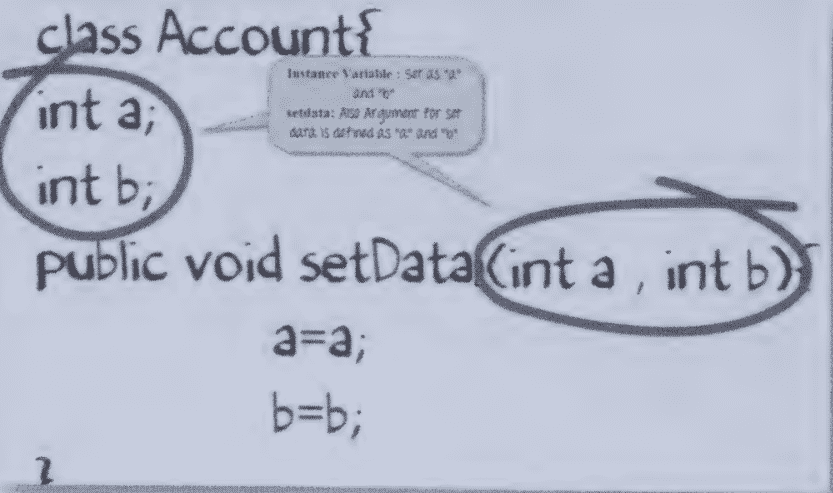 class Account{
int a;
int b;
Instance Variable : Set as "a"
and "b"
setdata: Also Argument for set
data is defined as "a" and "b"
public void setData(int a , int b){
a=a;
b=b;
}